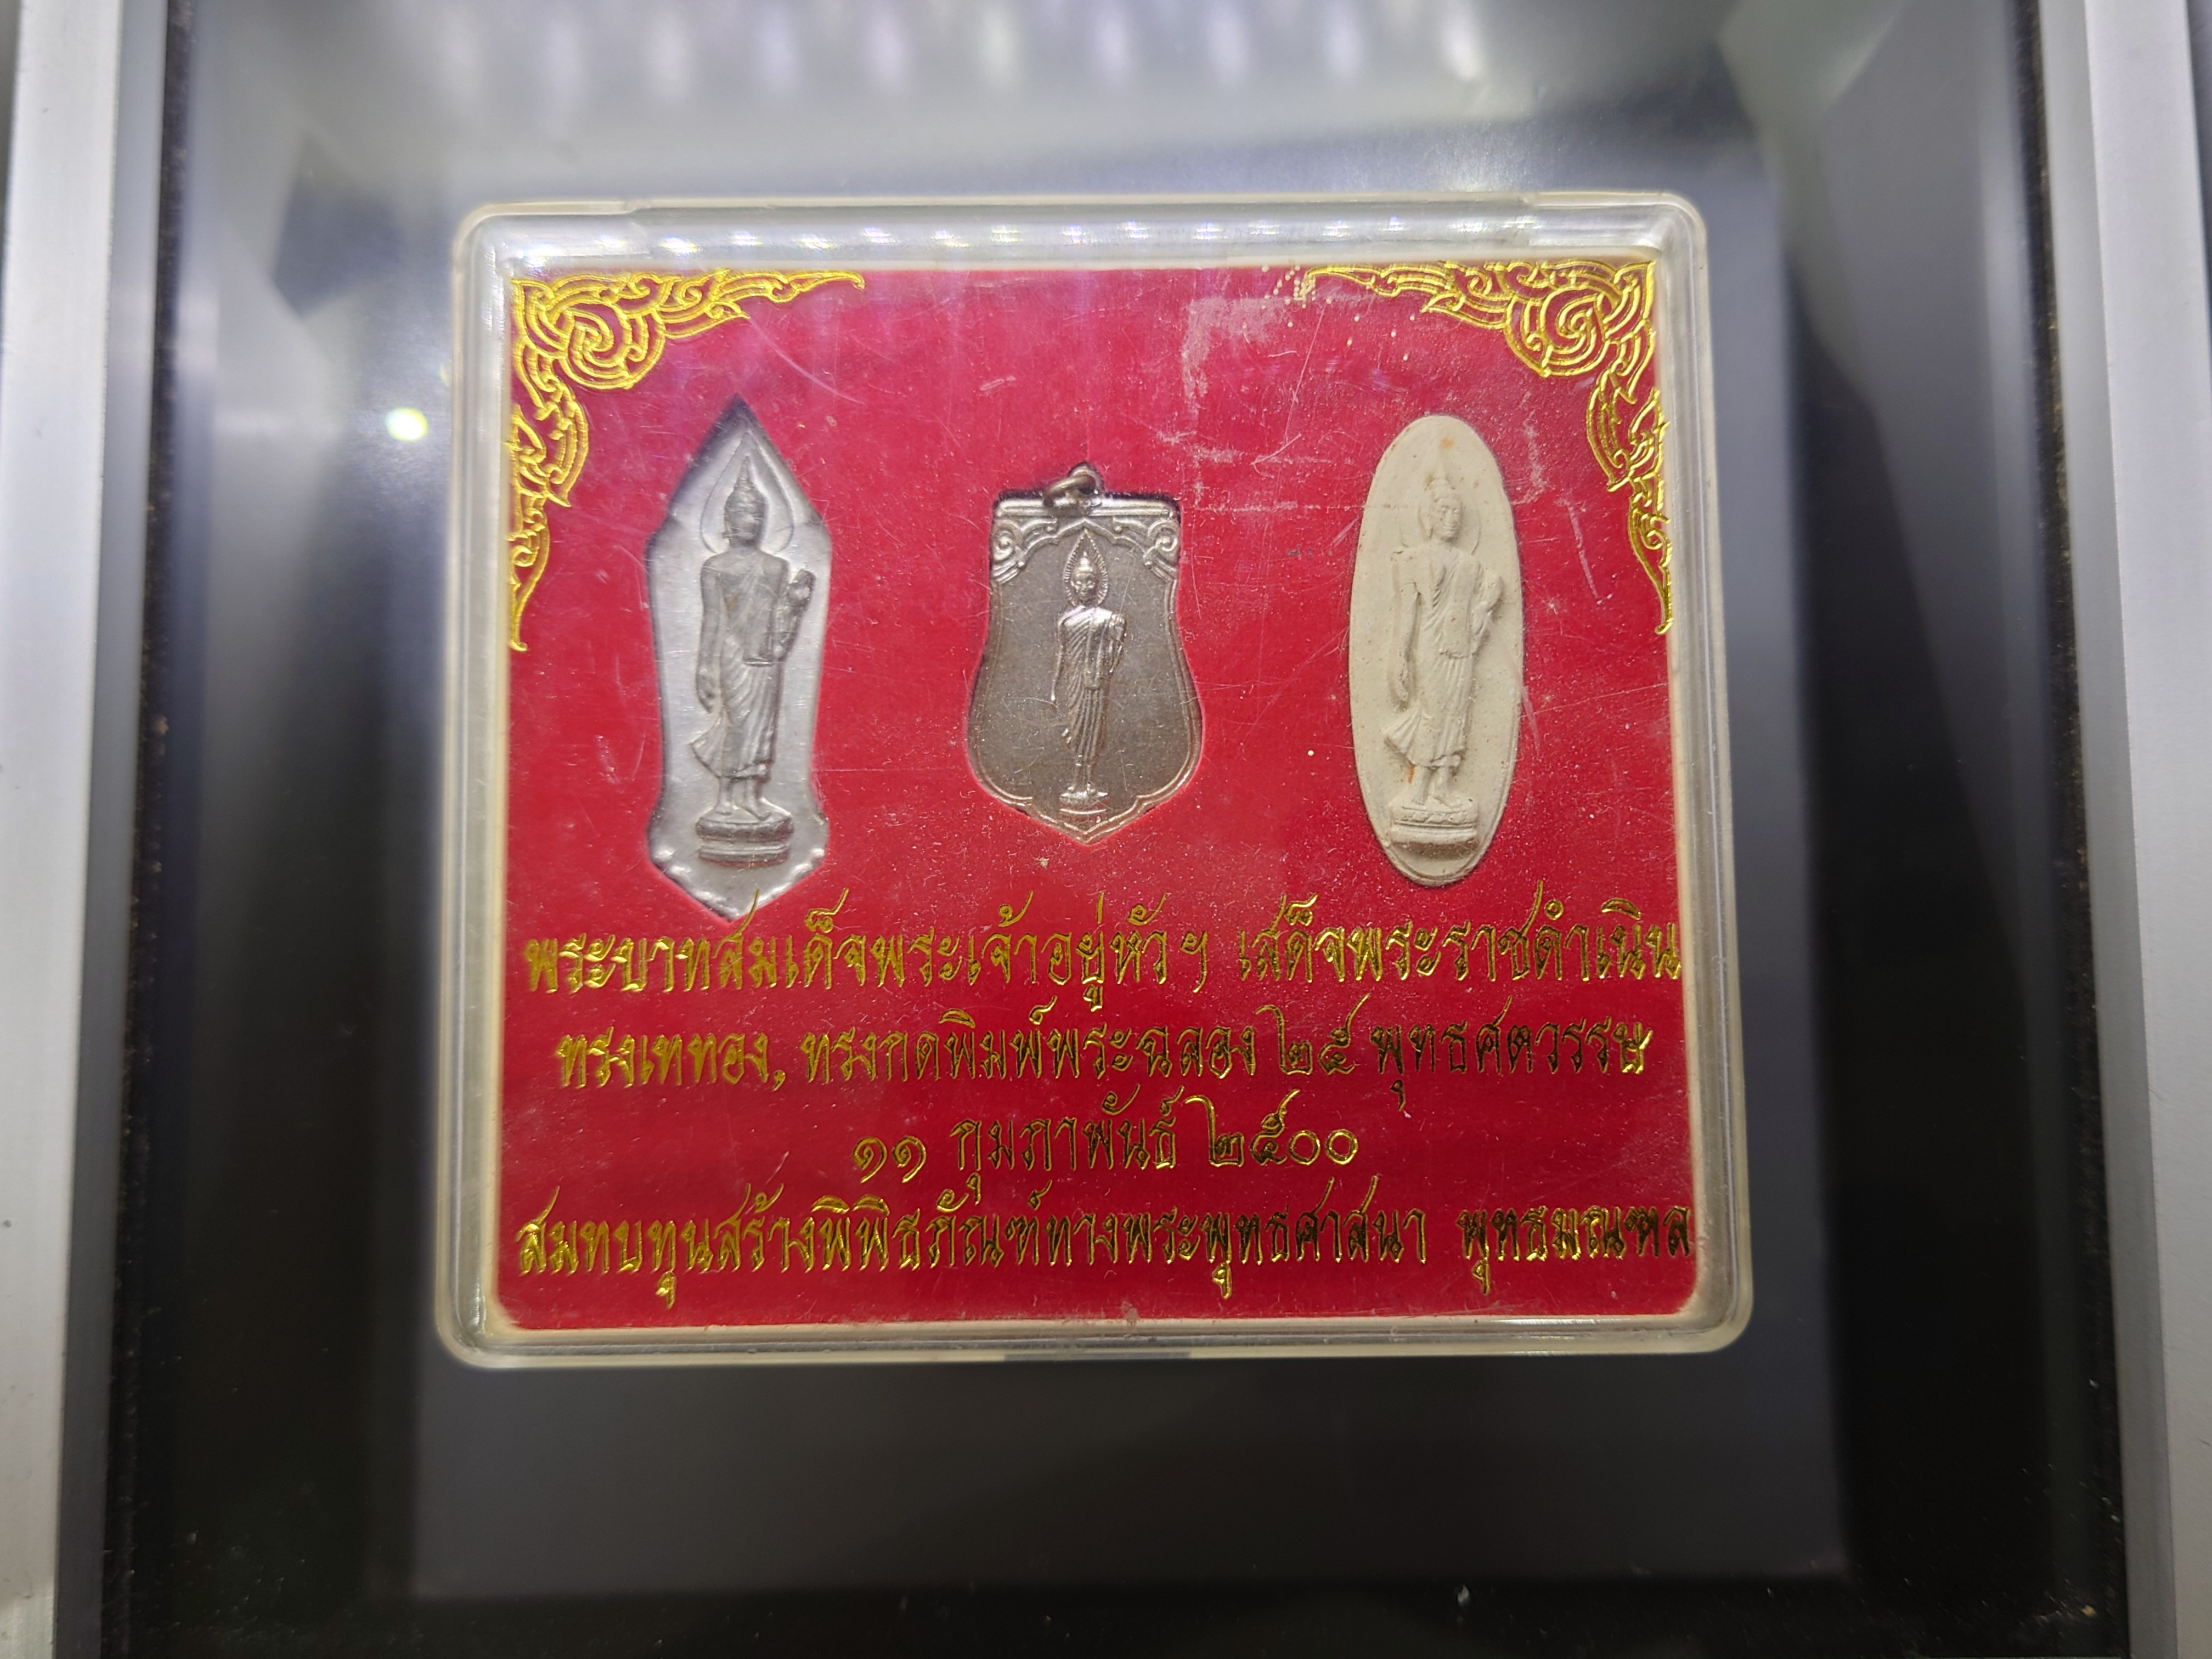 พระบาทสมเด็จพระเจ้าอยู่หัวฯ เสด็จพระราชดำเนิน
ทรงเททอง, ทรงกดพิมพ์พระฉลอง ๒๕ พุทธศตวรรษ
๑๑ กุมภาพันธ์ ๒๕๐๐
สมทบทุนสร้างพิพิธภัณฑ์ทางพระพุทธศาสนา พุทธมณฑล